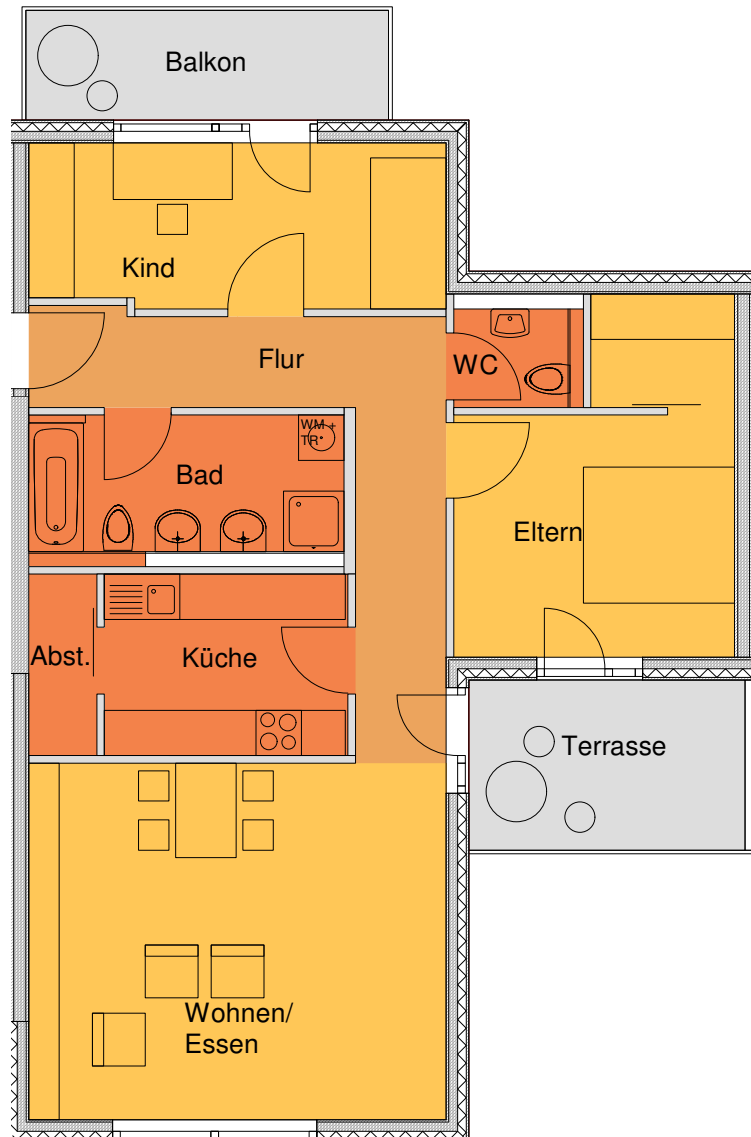 Balkon
Kind
Flur
WC
WM +
TR
Bad
Eltern
Abst.
Küche
Terrasse
Wohnen/
Essen